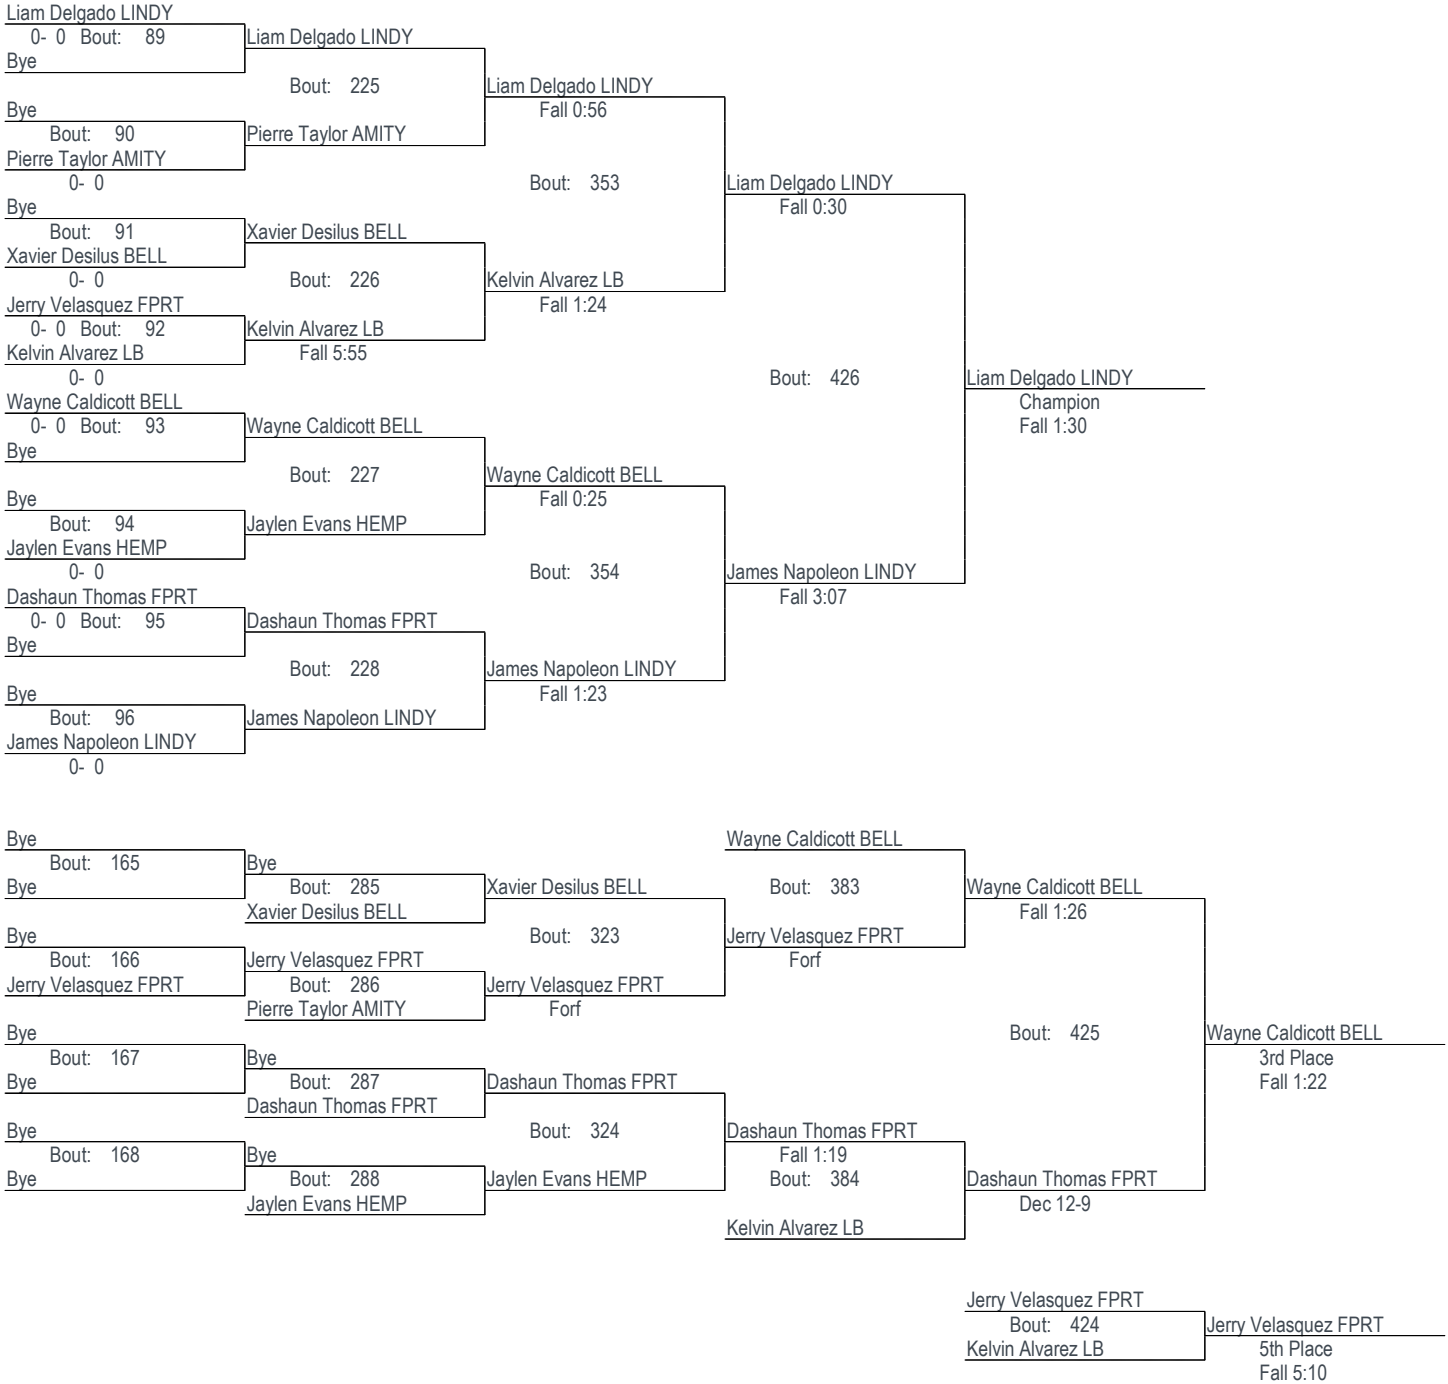 Liam Delgado LINDY
0- 0 Bout: 89 Liam Delgado LINDY
Bye
Bout: 225 Liam Delgado LINDY
Bye Fall 0:56
Bout: 90 Pierre Taylor AMITY
Pierre Taylor AMITY
0- 0 Bout: 353 Liam Delgado LINDY
Bye Fall 0:30
Bout: 91 Xavier Desilus BELL
Xavier Desilus BELL
0- 0 Bout: 226 Kelvin Alvarez LB
Jerry Velasquez FPRT Fall 1:24
0- 0 Bout: 92 Kelvin Alvarez LB
Kelvin Alvarez LB Fall 5:55
0- 0 Bout: 426 Liam Delgado LINDY
Wayne Caldicott BELL Champion
0- 0 Bout: 93 Wayne Caldicott BELL Fall 1:30
Bye
Bout: 227 Wayne Caldicott BELL
Bye Fall 0:25
Bout: 94 Jaylen Evans HEMP
Jaylen Evans HEMP
0- 0 Bout: 354 James Napoleon LINDY
Dashaun Thomas FPRT Fall 3:07
0- 0 Bout: 95 Dashaun Thomas FPRT
Bye
Bout: 228 James Napoleon LINDY
Bye Fall 1:23
Bout: 96 James Napoleon LINDY
James Napoleon LINDY
0- 0
Bye Wayne Caldicott BELL
Bout: 165 Bye
Bye Bout: 285 Xavier Desilus BELL Bout: 383 Wayne Caldicott BELL
Xavier Desilus BELL Fall 1:26
Bye Bout: 323 Jerry Velasquez FPRT
Bout: 166 Jerry Velasquez FPRT Forf
Jerry Velasquez FPRT Bout: 286 Jerry Velasquez FPRT
Pierre Taylor AMITY Forf
Bye Bout: 425 Wayne Caldicott BELL
Bout: 167 Bye 3rd Place
Bye Bout: 287 Dashaun Thomas FPRT Fall 1:22
Dashaun Thomas FPRT
Bye Bout: 324 Dashaun Thomas FPRT
Bout: 168 Bye Fall 1:19
Bye Bout: 288 Jaylen Evans HEMP Bout: 384 Dashaun Thomas FPRT
Jaylen Evans HEMP Dec 12-9
Kelvin Alvarez LB
Jerry Velasquez FPRT
Bout: 424 Jerry Velasquez FPRT
Kelvin Alvarez LB 5th Place
Fall 5:10